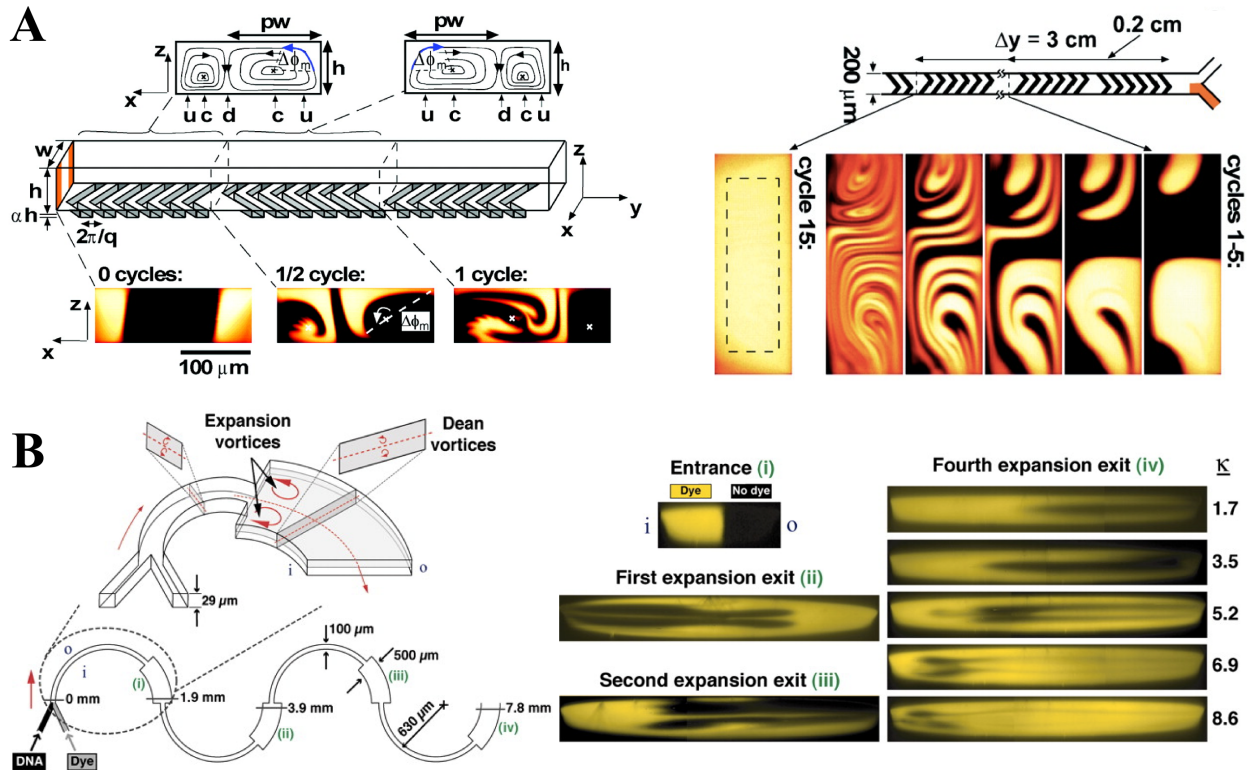 A
pw
pw
z
Δϕm
h
Δϕm
h
x
u c d c u
u c d c u
w
h
αh
2π/q
z
y
x
0 cycles:
1/2 cycle:
1 cycle:
z
x
Δϕm
100 μm
0.2 cm
Δy = 3 cm
200 μm
cycle 15:
cycles 1-5:
B
Expansion
vortices
Dean
vortices
i
o
29 μm
o
i
(i)
0 mm
1.9 mm
DNA
Dye
(ii)
3.9 mm
100 μm
500 μm
(iii)
630 μm
7.8 mm
(iv)
Entrance (i)
Dye
No dye
i
o
First expansion exit (ii)
Second expansion exit (iii)
Fourth expansion exit (iv)
κ
1.7
3.5
5.2
6.9
8.6